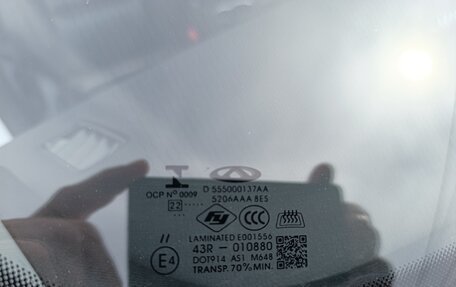 D 555000137AA
OCP Nº 0009
5206AAA 8ES
22
CCC
LAMINATED E001556
//
43R - 010880
E4
DOT914 AS1 M648
TRANSP. 70% MIN.